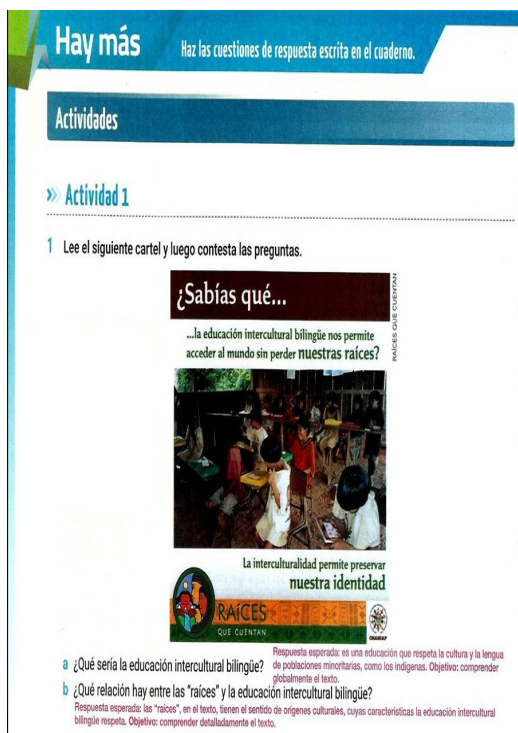 Hay más
Haz las cuestiones de respuesta escrita en el cuaderno.
Actividades
» Actividad 1
1 Lee el siguiente cartel y luego contesta las preguntas.
RAÍCES QUE CUENTAN
¿Sabías qué...
...la educación intercultural bilingüe nos permite
acceder al mundo sin perder nuestras raíces?
La interculturalidad permite preservar
nuestra identidad
RAÍCES
QUE CUENTAN
a ¿Qué sería la educación intercultural bilingüe?
Respuesta esperada: es una educación que respeta la cultura y la lengua
de poblaciones minoritarias, como los indígenas. Objetivo: comprender
globalmente el texto.
b ¿Qué relación hay entre las "raíces" y la educación intercultural bilingüe?
Respuesta esperada: las "raíces", en el texto, tienen el sentido de orígenes culturales, cuyas características la educación intercultural
bilingüe respeta. Objetivo: comprender detalladamente el texto.